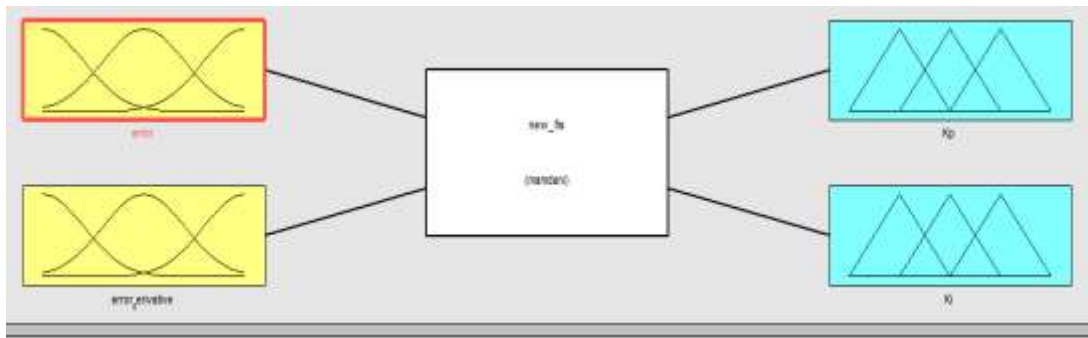 new_fis
(mamdani)
error
Kp
error_derivative
Ki